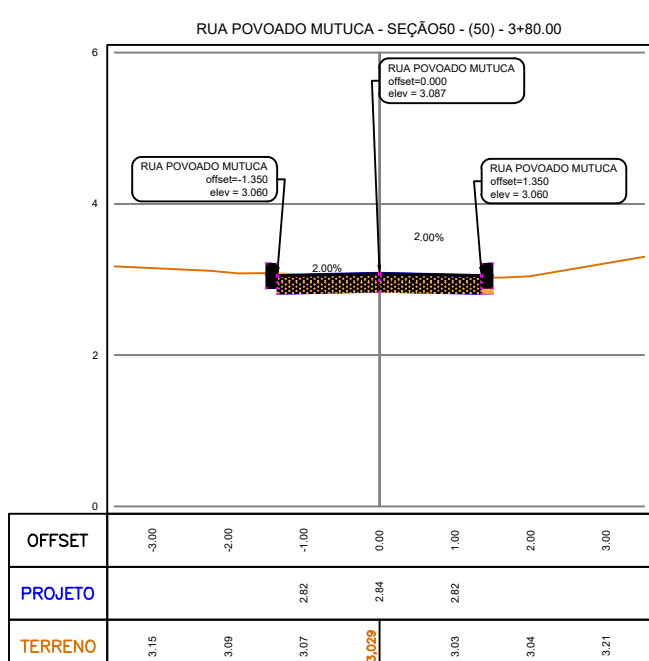 RUA POVOADO MUTUCA - SEÇÃO50 - (50) - 3+80.00
6
RUA POVOADO MUTUCA
offset=0.000
elev = 3.087
RUA POVOADO MUTUCA
offset=-1.350
elev = 3.060
RUA POVOADO MUTUCA
offset=1.350
elev = 3.060
4
2.00%
2.00%
2
0
OFFSET -3.00 -2.00 -1.00 0.00 1.00 2.00 3.00
PROJETO 2.82 2.84 2.82
TERRENO 3.15 3.09 3.07 3,029 3.03 3.04 3.21